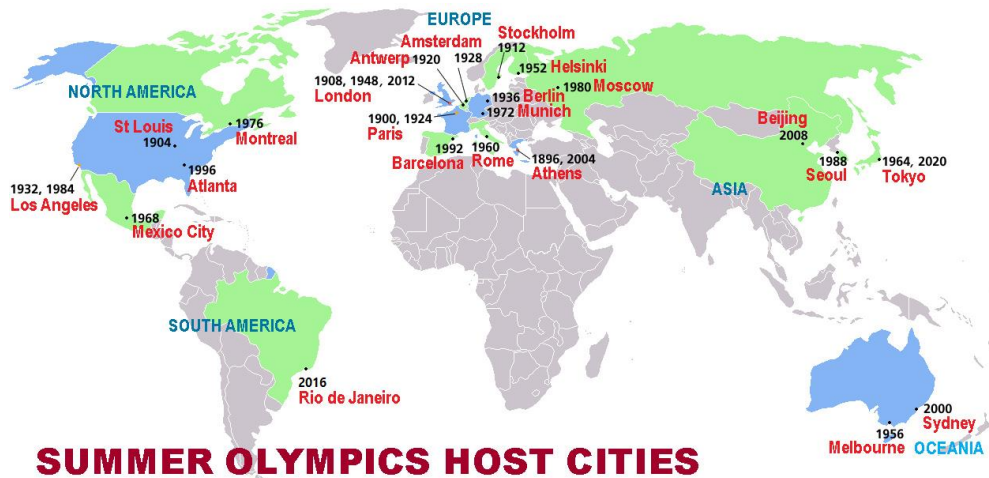 EUROPE
Stockholm
1912
Amsterdam
1928
Antwerp
1920
1952 Helsinki
1908, 1948, 2012
London
1980 Moscow
1936 Berlin
1972 Munich
1900, 1924
Paris
1992
Barcelona
1960
Rome
1896, 2004
Athens
NORTH AMERICA
1976
Montreal
St Louis
1904
1996
Atlanta
1932, 1984
Los Angeles
1968
Mexico City
Beijing
2008
1988
Seoul
1964, 2020
Tokyo
ASIA
SOUTH AMERICA
2016
Rio de Janeiro
2000
Sydney
1956
Melbourne
OCEANIA
SUMMER OLYMPICS HOST CITIES